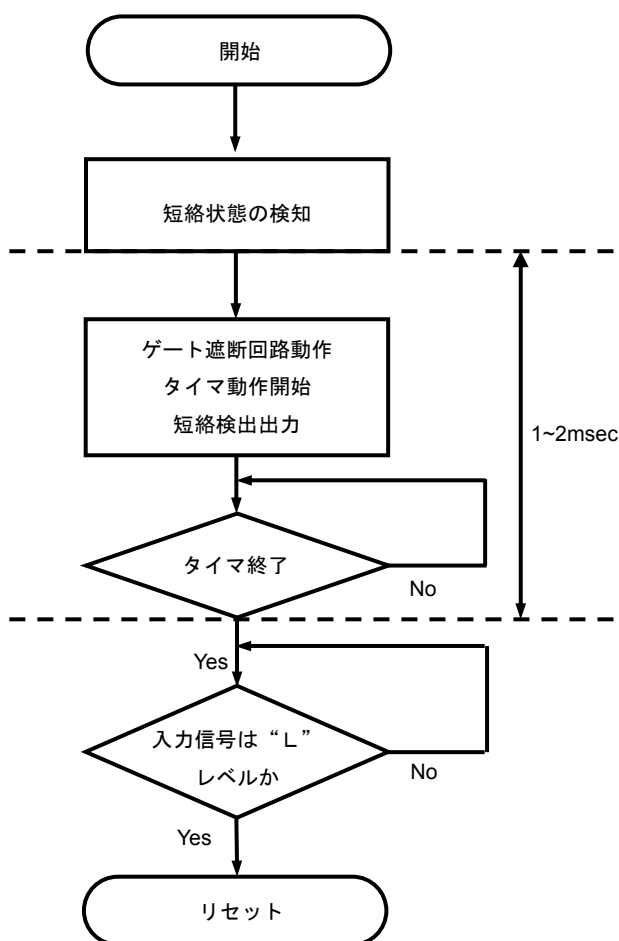 開始
短絡状態の検知
ゲート遮断回路動作
タイマ動作開始
短絡検出出力
1~2msec
タイマ終了
No
Yes
入力信号は“L”
レベルか
No
Yes
リセット